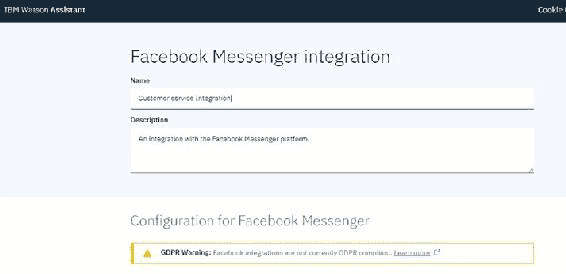 IBM Watson Assistant
Cookie
Facebook Messenger integration
Name
Customer service integration
Description
An integration with the Facebook Messenger platform.
Configuration for Facebook Messenger
GDPR Warning: Facebook integrations are not currently GDPR complian... Learn more